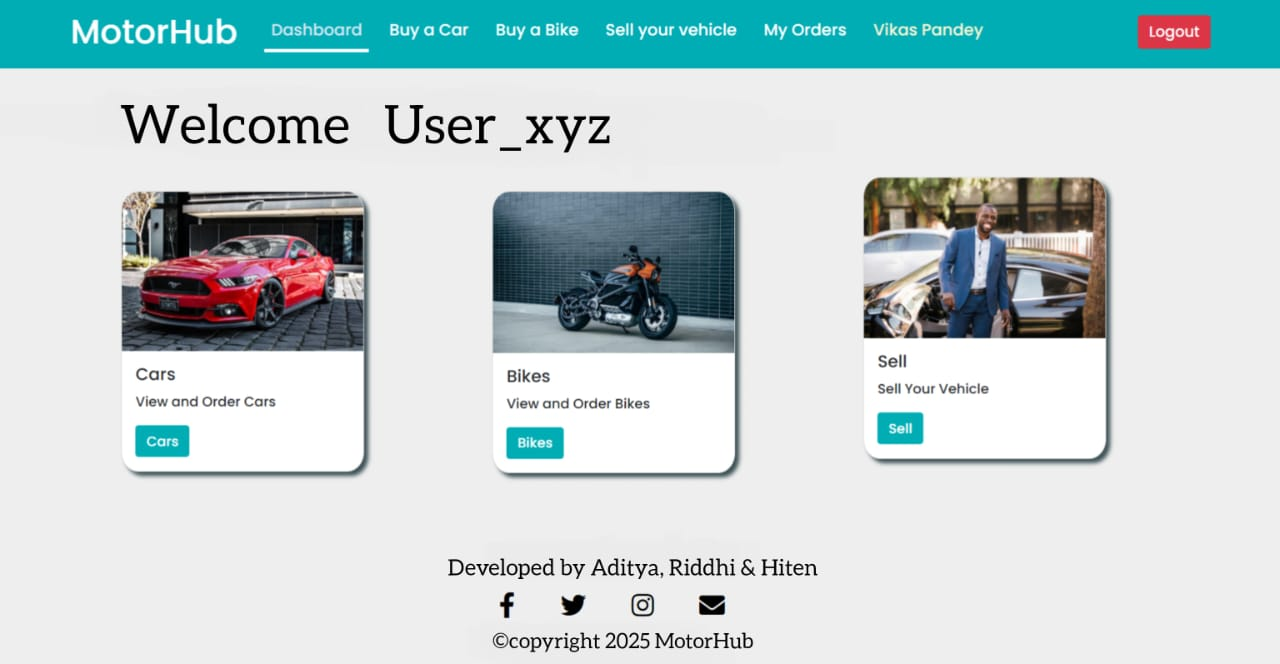 MotorHub Dashboard Buy a Car Buy a Bike Sell your vehicle My Orders Vikas Pandey Logout
Welcome User_xyz
Cars
View and Order Cars
Cars
Bikes
View and Order Bikes
Bikes
Sell
Sell Your Vehicle
Sell
Developed by Aditya, Riddhi & Hiten
©copyright 2025 MotorHub